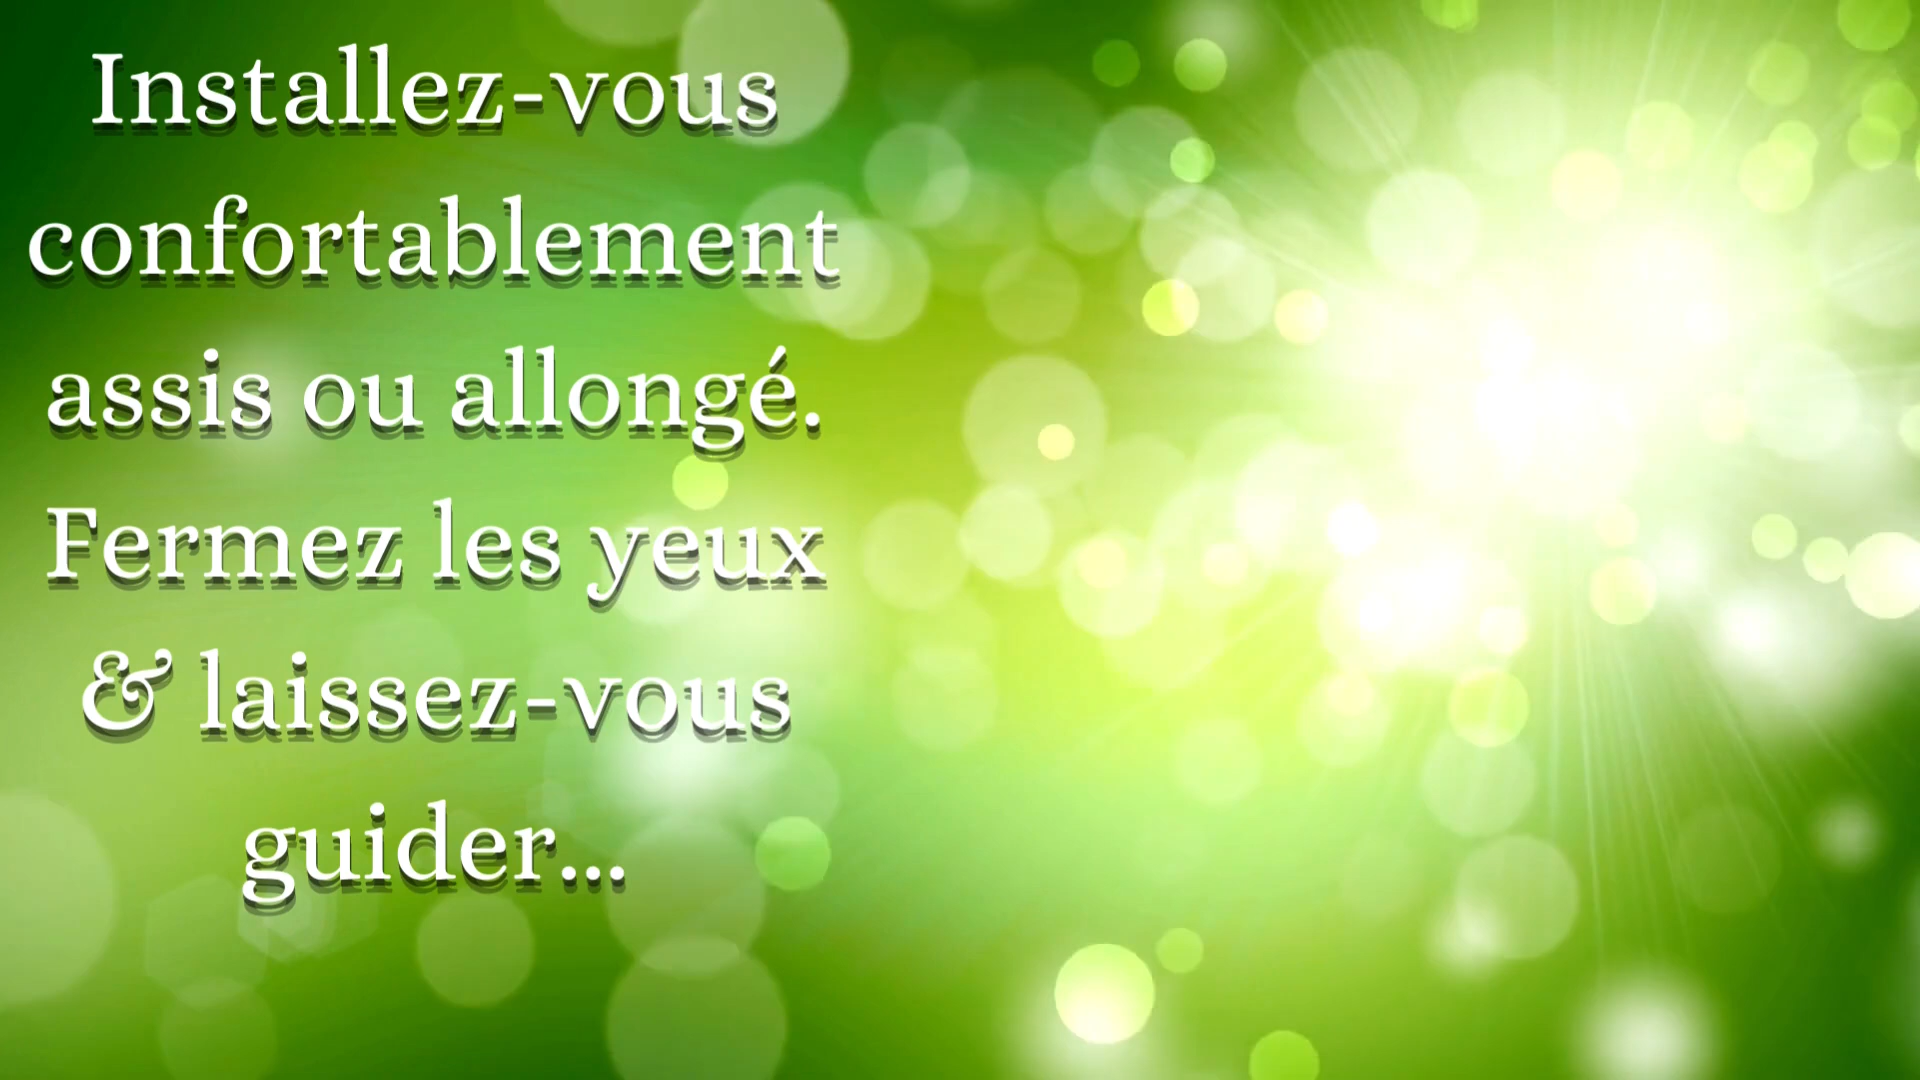 Installez-vous
confortablement
assis ou allongé.
Fermez les yeux
& laissez-vous
guider...